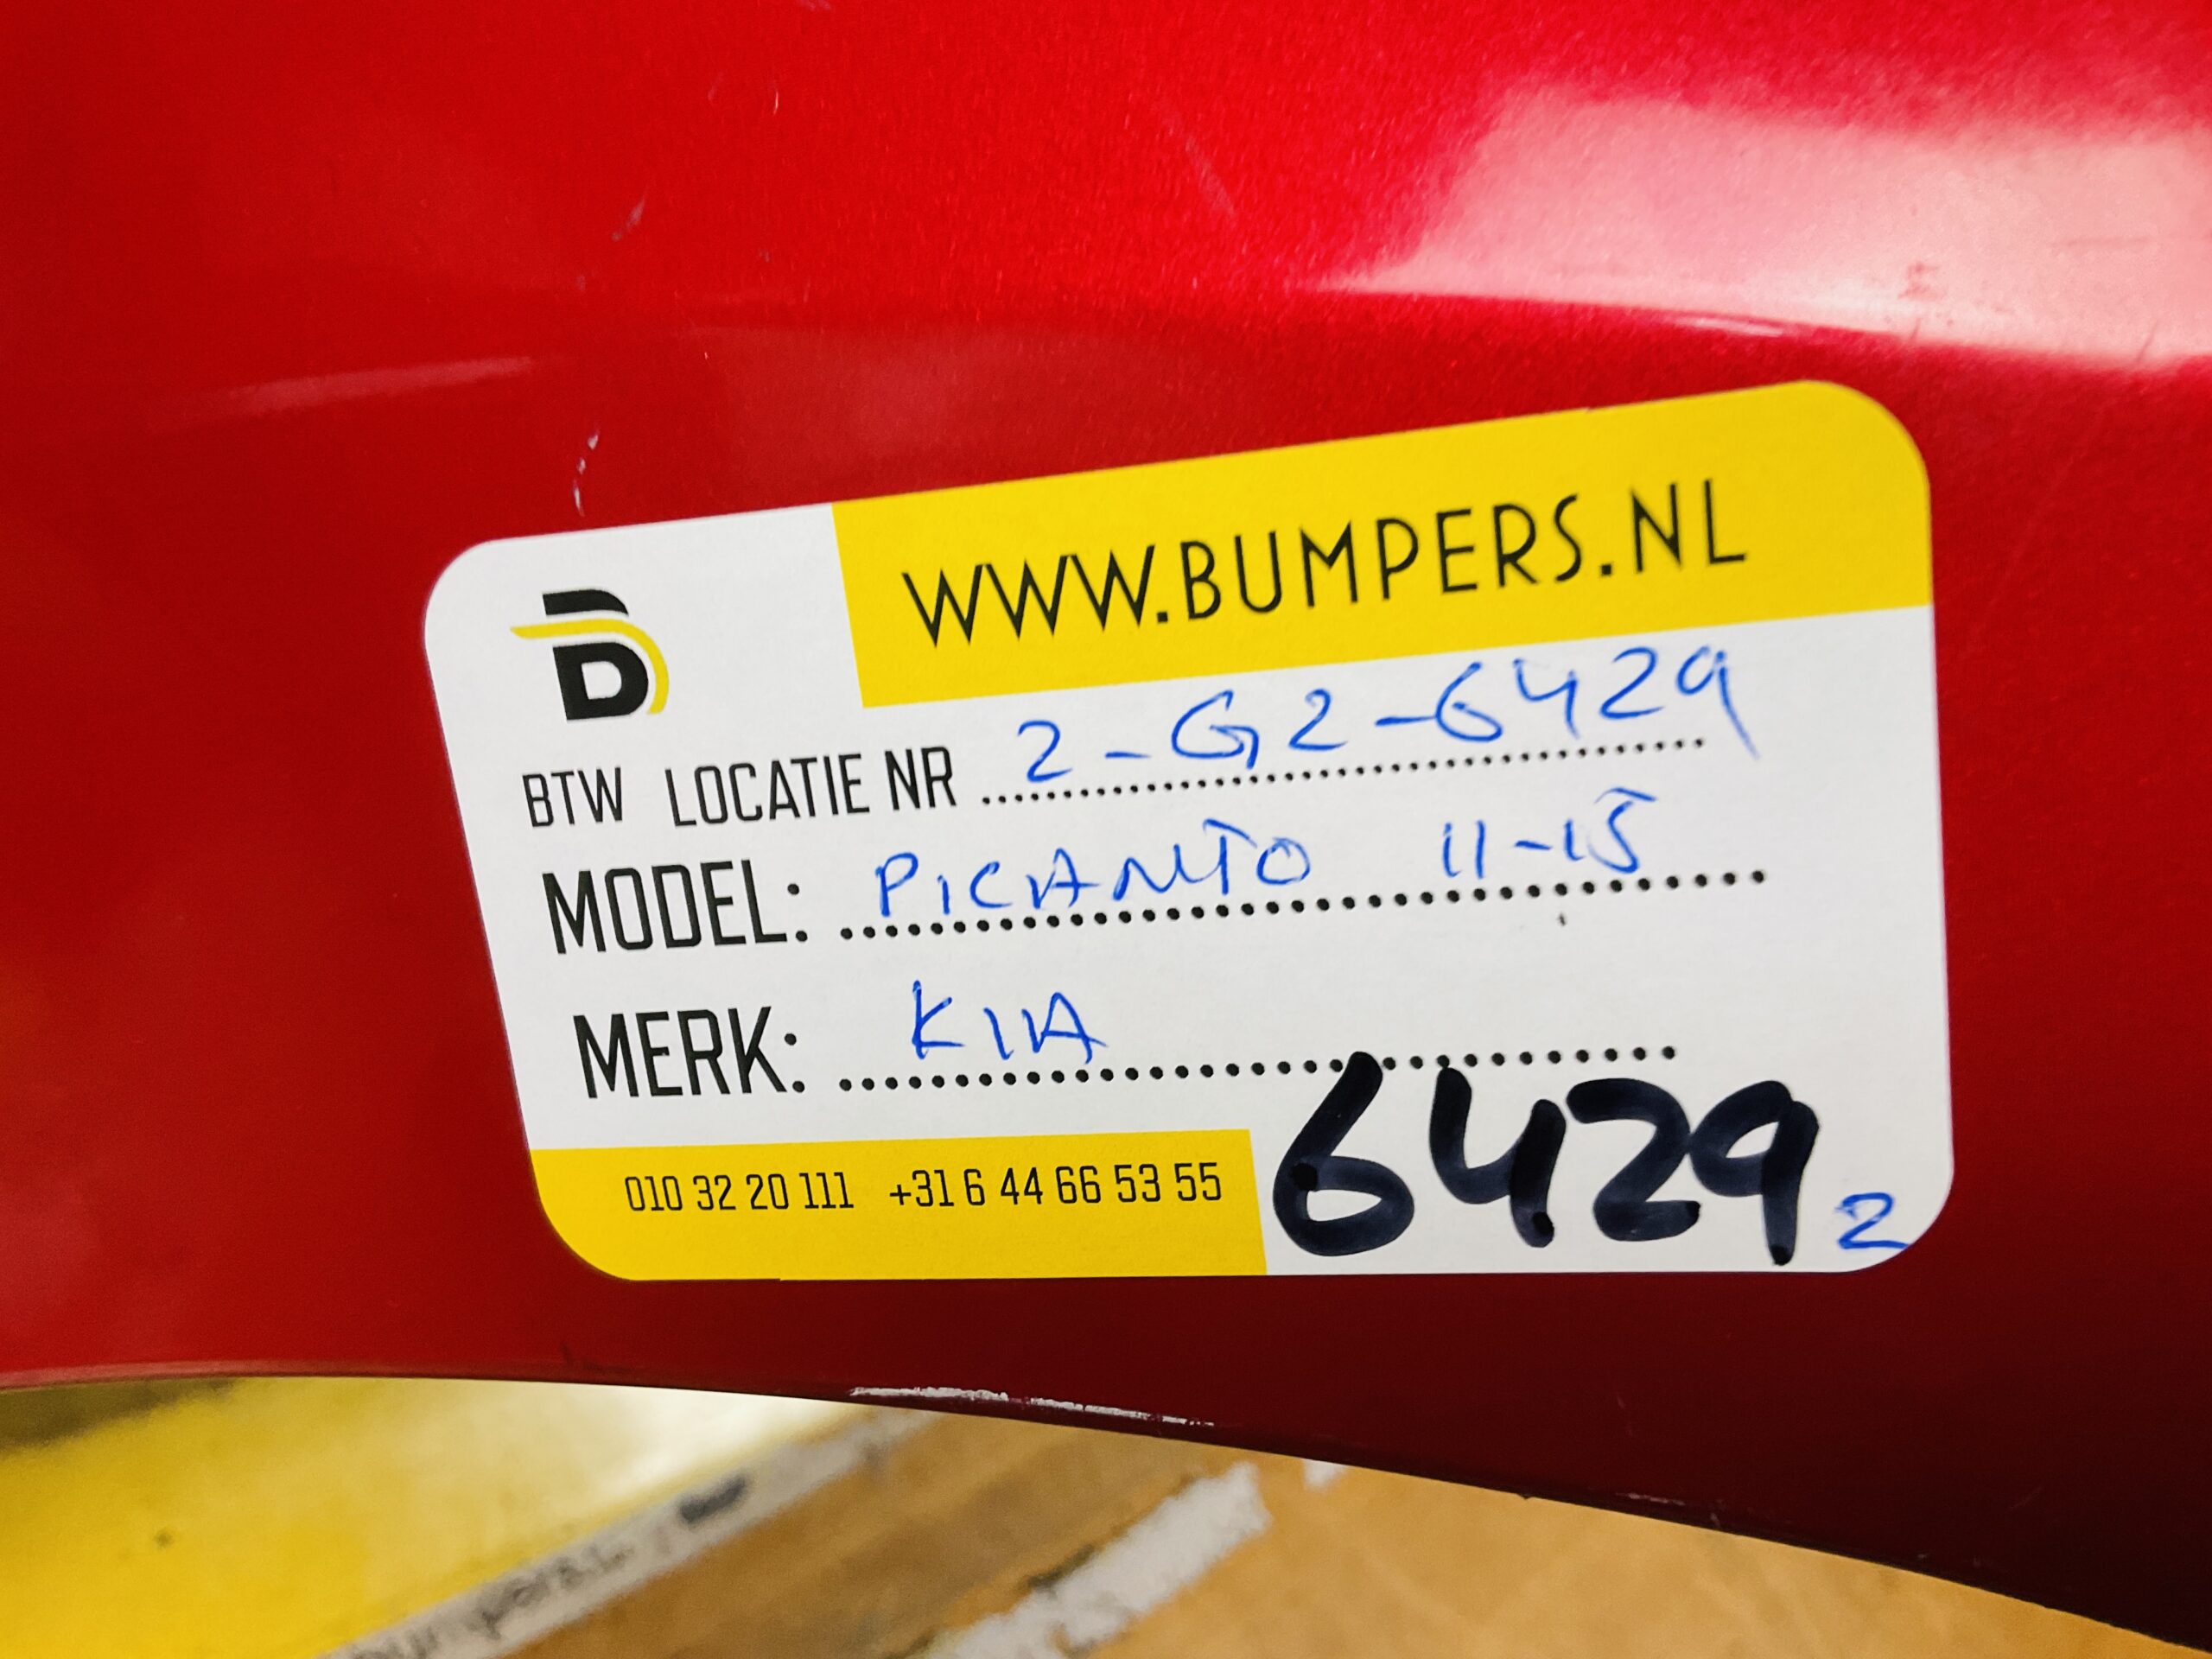 WWW.BUMPERS.NL
BTW LOCATIE NR 2-G2-6429
MODEL: PICANTO 11-15
MERK: KIA
010 32 20 111 +31 6 44 66 53 55
6429 2